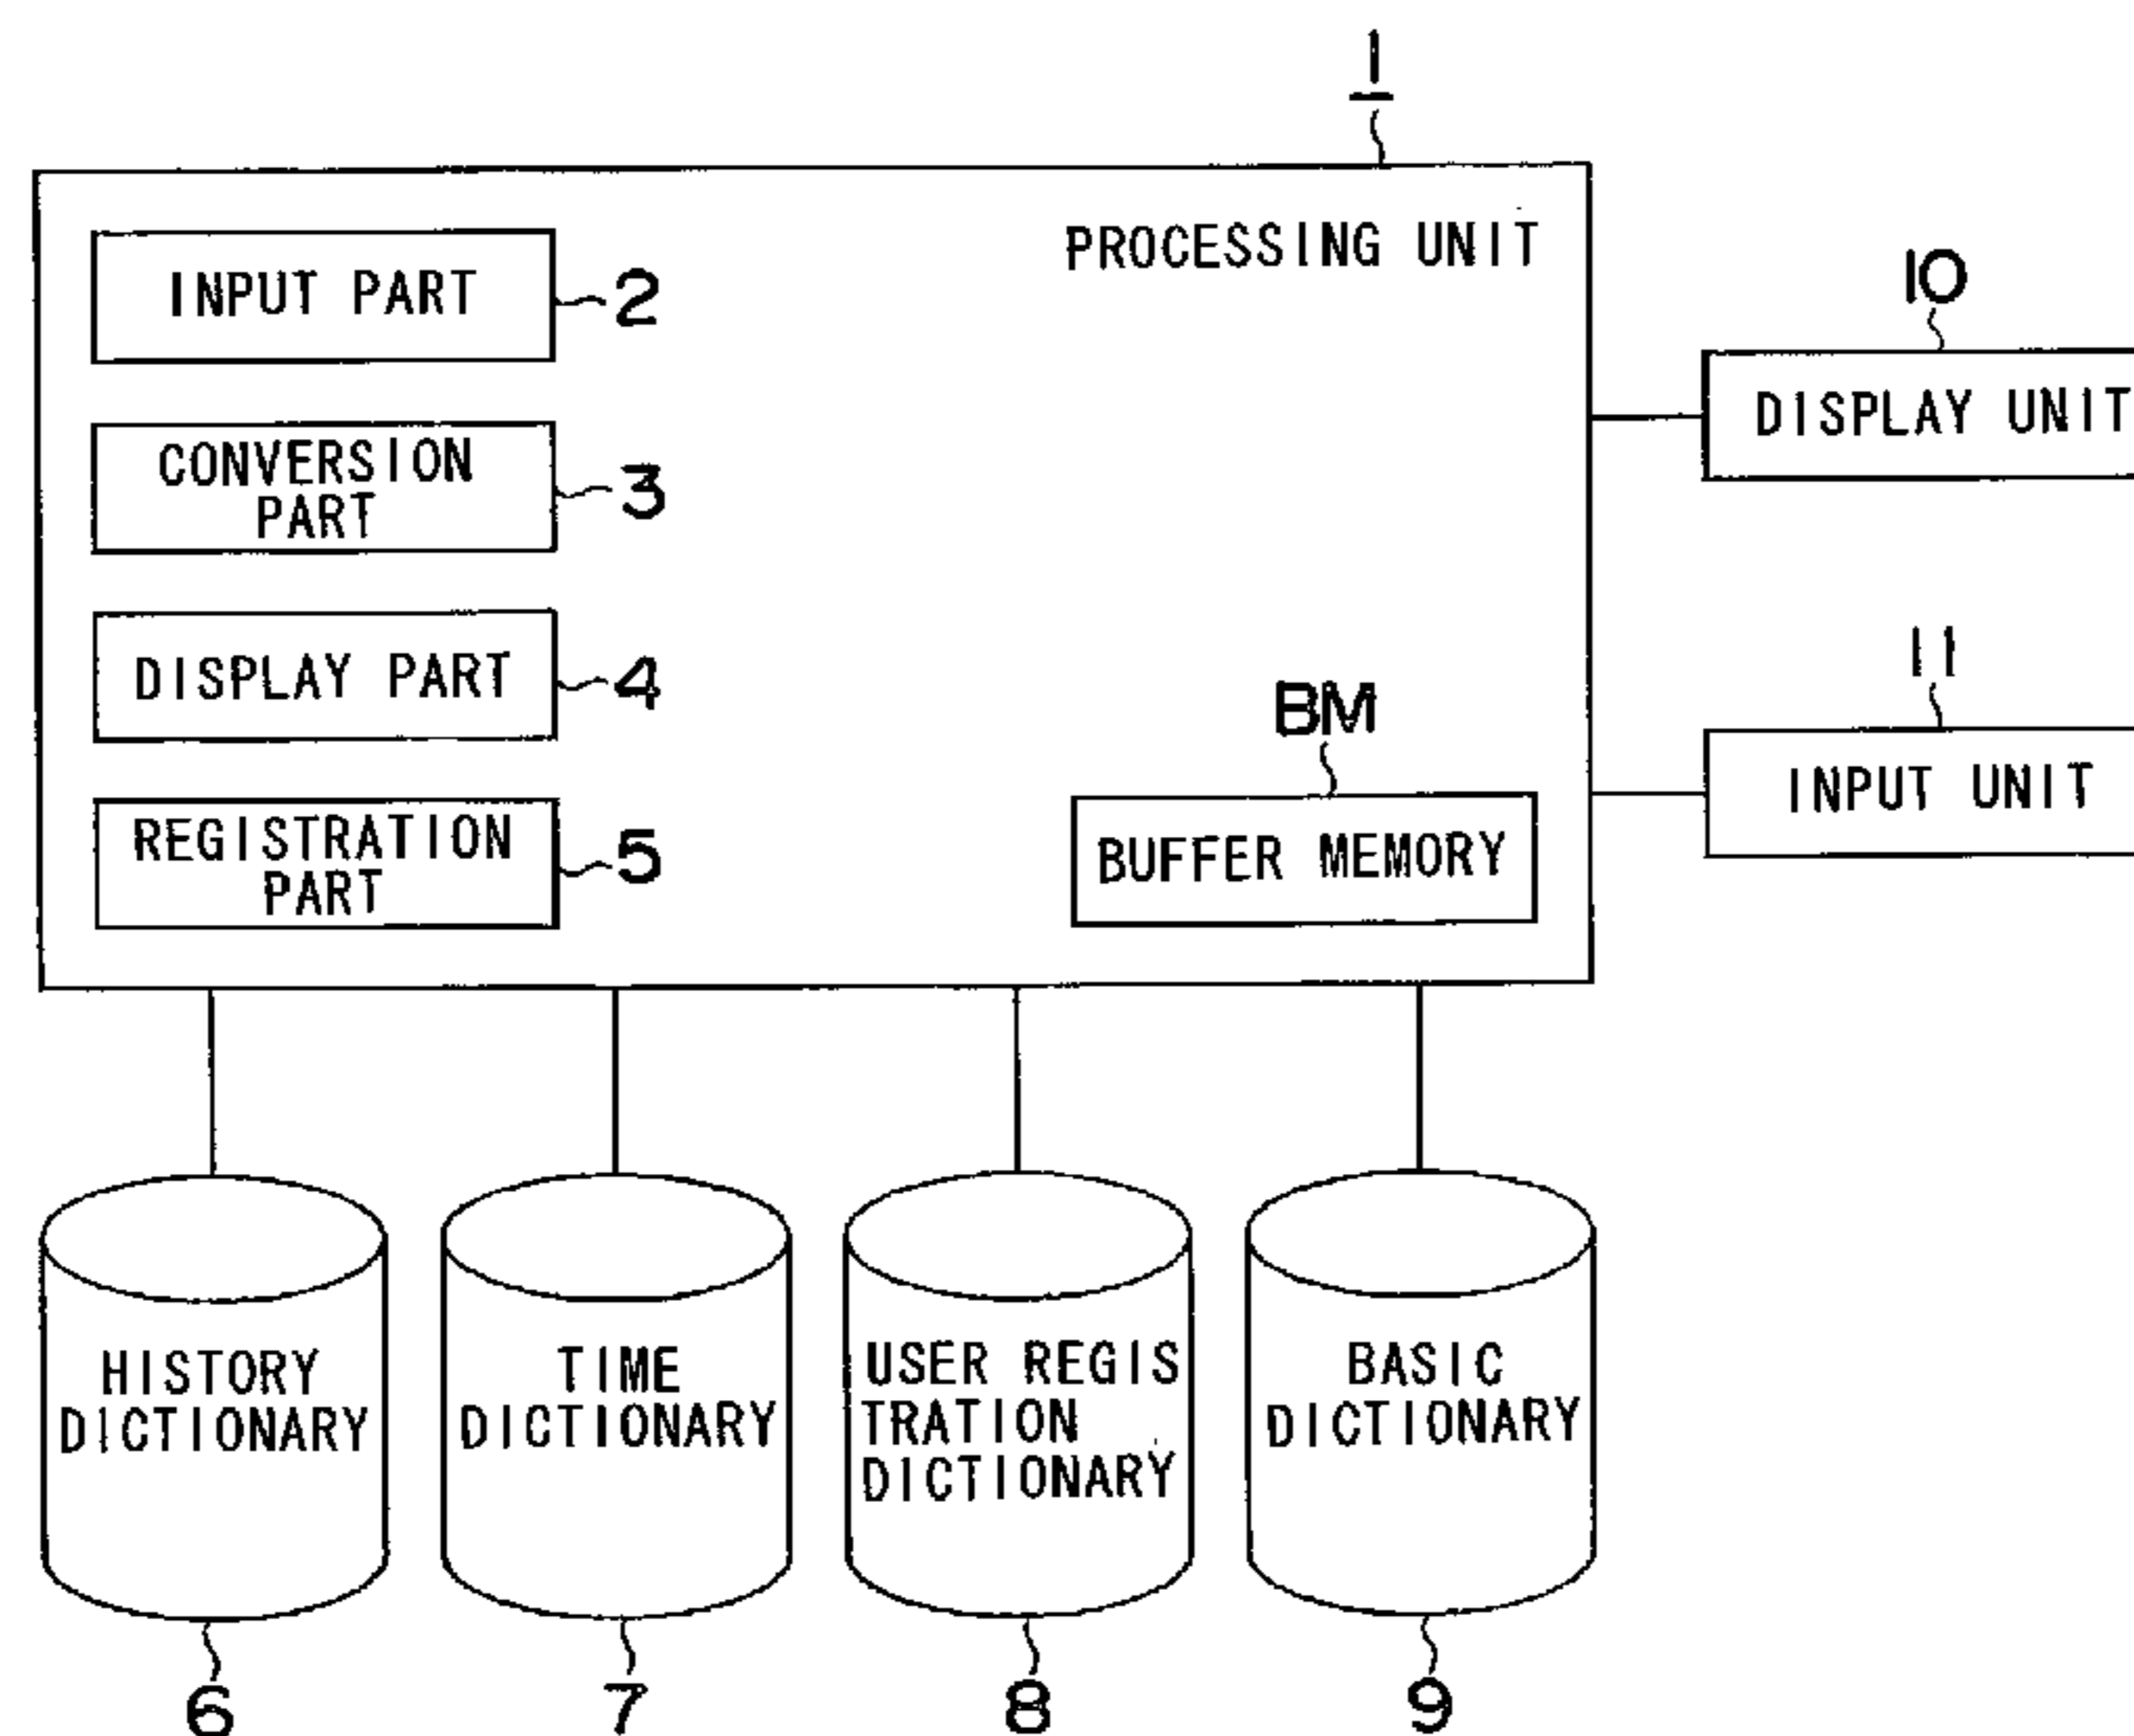 1
PROCESSING UNIT
INPUT PART
2
CONVERSION
PART
3
DISPLAY PART
4
REGISTRATION
PART
5
BM
BUFFER MEMORY
10
DISPLAY UNIT
11
INPUT UNIT
HISTORY
DICTIONARY
6
TIME
DICTIONARY
7
USER REGIS
TRATION
DICTIONARY
8
BASIC
DICTIONARY
9